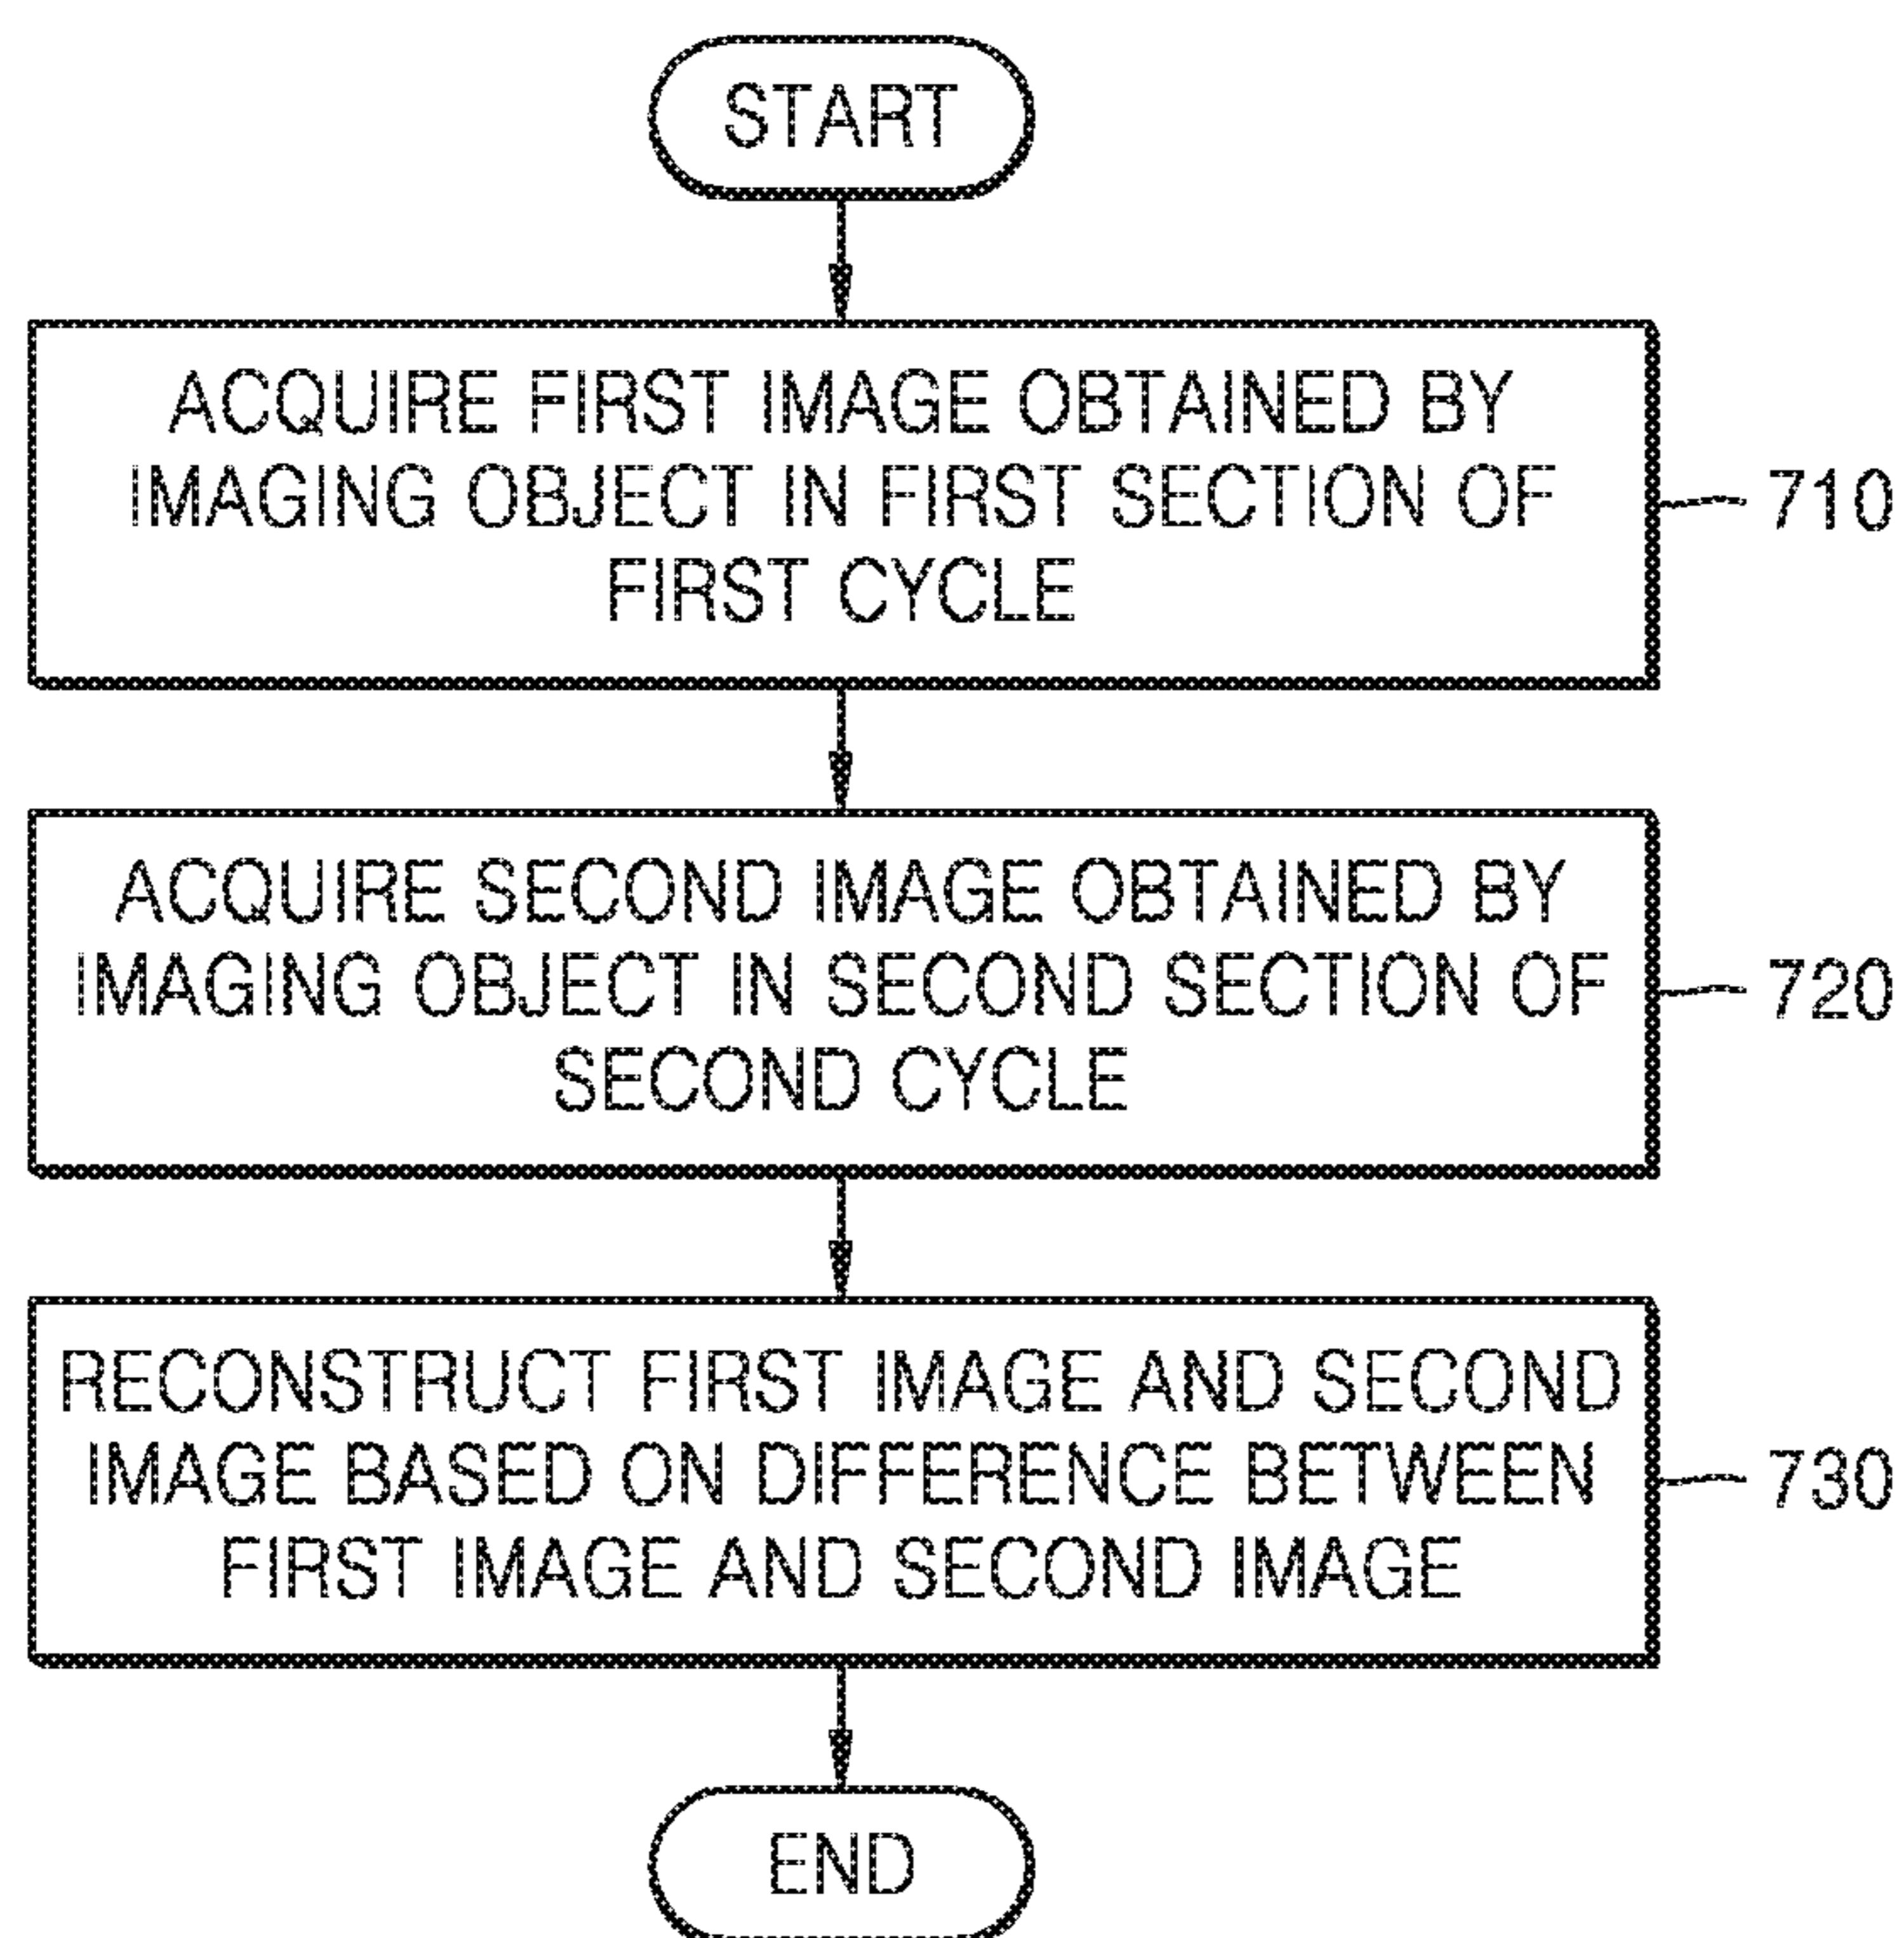 START
ACQUIRE FIRST IMAGE OBTAINED BY
IMAGING OBJECT IN FIRST SECTION OF
FIRST CYCLE
710
ACQUIRE SECOND IMAGE OBTAINED BY
IMAGING OBJECT IN SECOND SECTION OF
SECOND CYCLE
720
RECONSTRUCT FIRST IMAGE AND SECOND
IMAGE BASED ON DIFFERENCE BETWEEN
FIRST IMAGE AND SECOND IMAGE
730
END